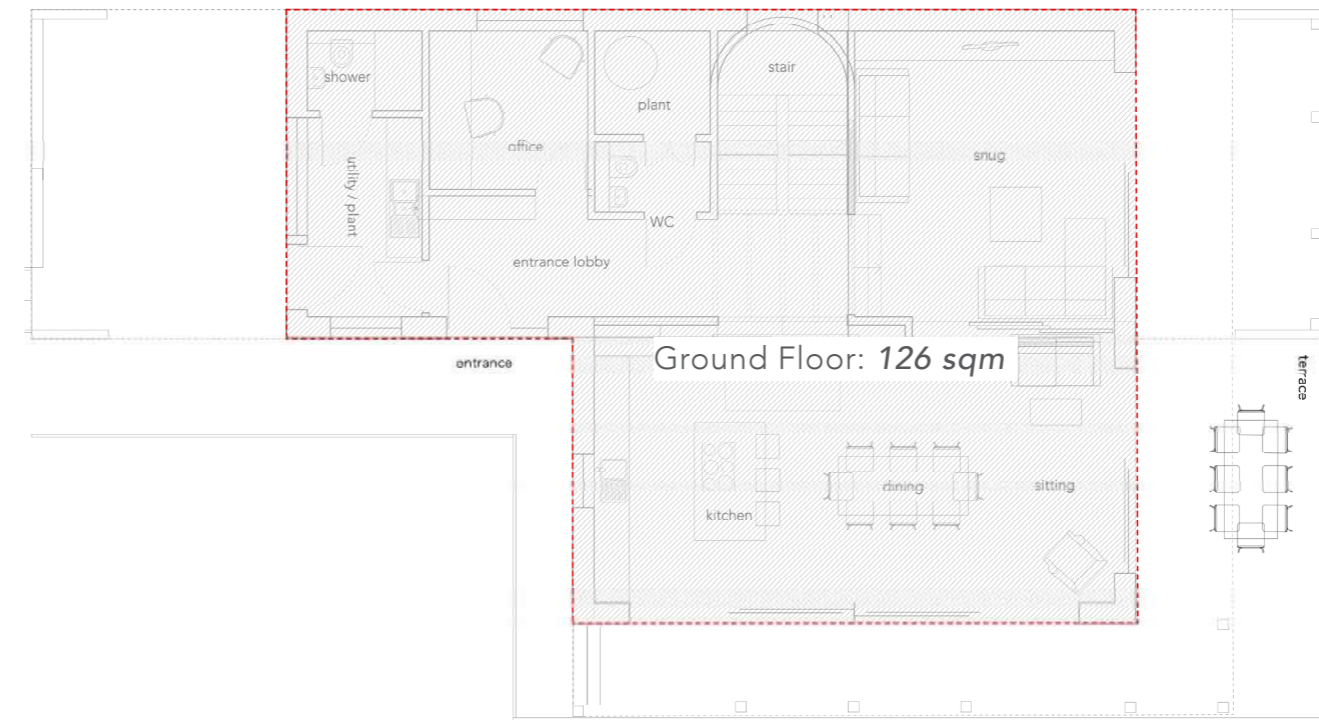 stair
shower
plant
office
snug
utility / plant
WC
entrance lobby
Ground Floor: 126 sqm
entrance
terrace
dining
sitting
kitchen